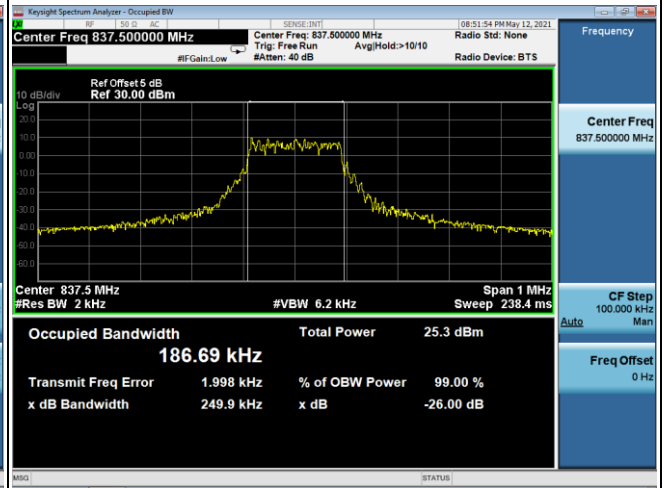 Keysight Spectrum Analyzer - Occupied BW
RF 50 Ω AC SENSE:INT 08:51:54 PM May 12, 2021
Center Freq 837.500000 MHz Center Freq: 837.500000 MHz Radio Std: None
Trig: Free Run Avg|Hold:>10/10
#IFGain:Low #Atten: 40 dB Radio Device: BTS
Ref Offset 5 dB
10 dB/div Ref 30.00 dBm
Log
20.0
10.0
0.00
-10.0
-20.0
-30.0
-40.0
-50.0
-60.0
Center 837.5 MHz Span 1 MHz
#Res BW 2 kHz #VBW 6.2 kHz Sweep 238.4 ms
Occupied Bandwidth Total Power 25.3 dBm
186.69 kHz
Transmit Freq Error 1.998 kHz % of OBW Power 99.00 %
x dB Bandwidth 249.9 kHz x dB -26.00 dB
MSG STATUS
Frequency
Center Freq
837.500000 MHz
CF Step
100.000 kHz
Auto Man
Freq Offset
0 Hz